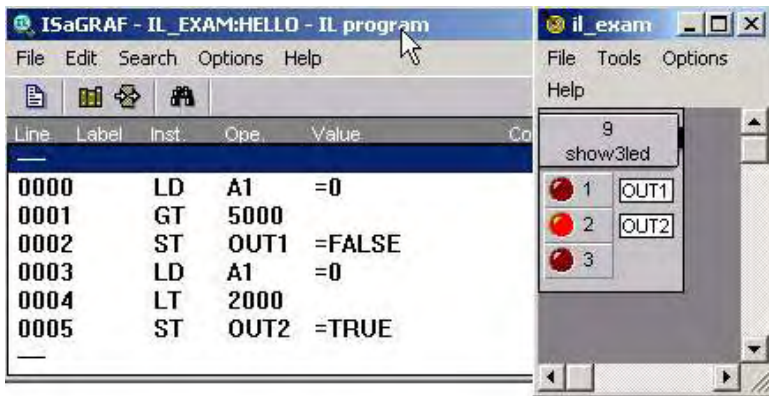 ISaGRAF - IL_EXAM:HELLO - IL program
File Edit Search Options Help
Line Label Inst. Ope. Value Co
0000 LD A1 =0
0001 GT 5000
0002 ST OUT1 =FALSE
0003 LD A1 =0
0004 LT 2000
0005 ST OUT2 =TRUE
il_exam
File Tools Options
Help
9
show3led
1 OUT1
2 OUT2
3